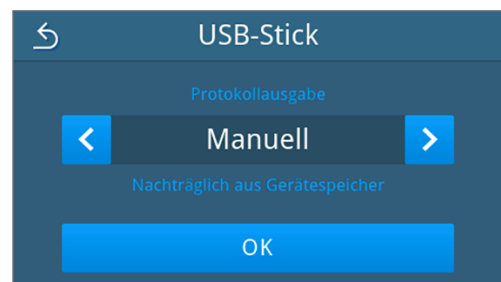 USB-Stick
Protokollausgabe
Manuell
Nachträglich aus Gerätespeicher
OK